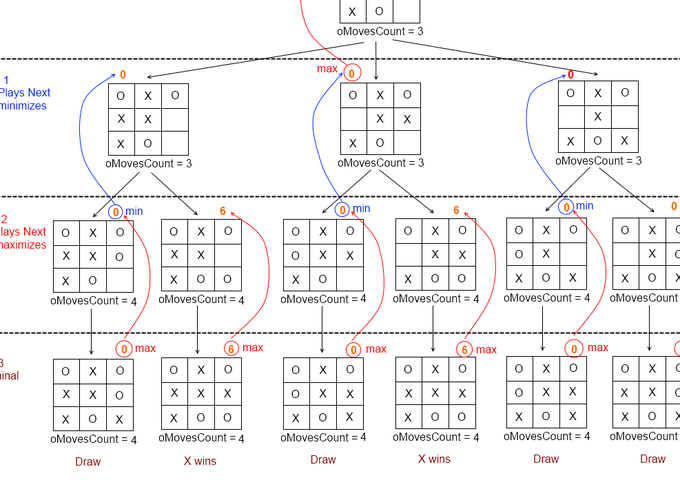 X O
oMovesCount = 3
max 0
0
0
1
Plays Next
minimizes
O X O
X X
X O
oMovesCount = 3
O X O
X X
X O
oMovesCount = 3
O X O
X
X O X
oMovesCount = 3
2
lays Next
maximizes
0 min
6
0 min
6
0 min
0
O X O
X X O
X O
oMovesCount = 4
O X O
X X
X O O
oMovesCount = 4
O X O
O X X
X O
oMovesCount = 4
O X O
X X
X O O
oMovesCount = 4
O X O
O X
X O X
oMovesCount = 4
O X
X
X O
oMovesCount
3
ninal
0 max
6 max
0 max
6 max
0 max
O X O
X X O
X O X
oMovesCount = 4
O X O
X X X
X O O
oMovesCount = 4
O X O
O X X
X O X
oMovesCount = 4
O X O
X X X
X O O
oMovesCount = 4
O X O
O X X
X O X
oMovesCount = 4
O X
X X
X O
oMovesCount
Draw
X wins
Draw
X wins
Draw
Draw